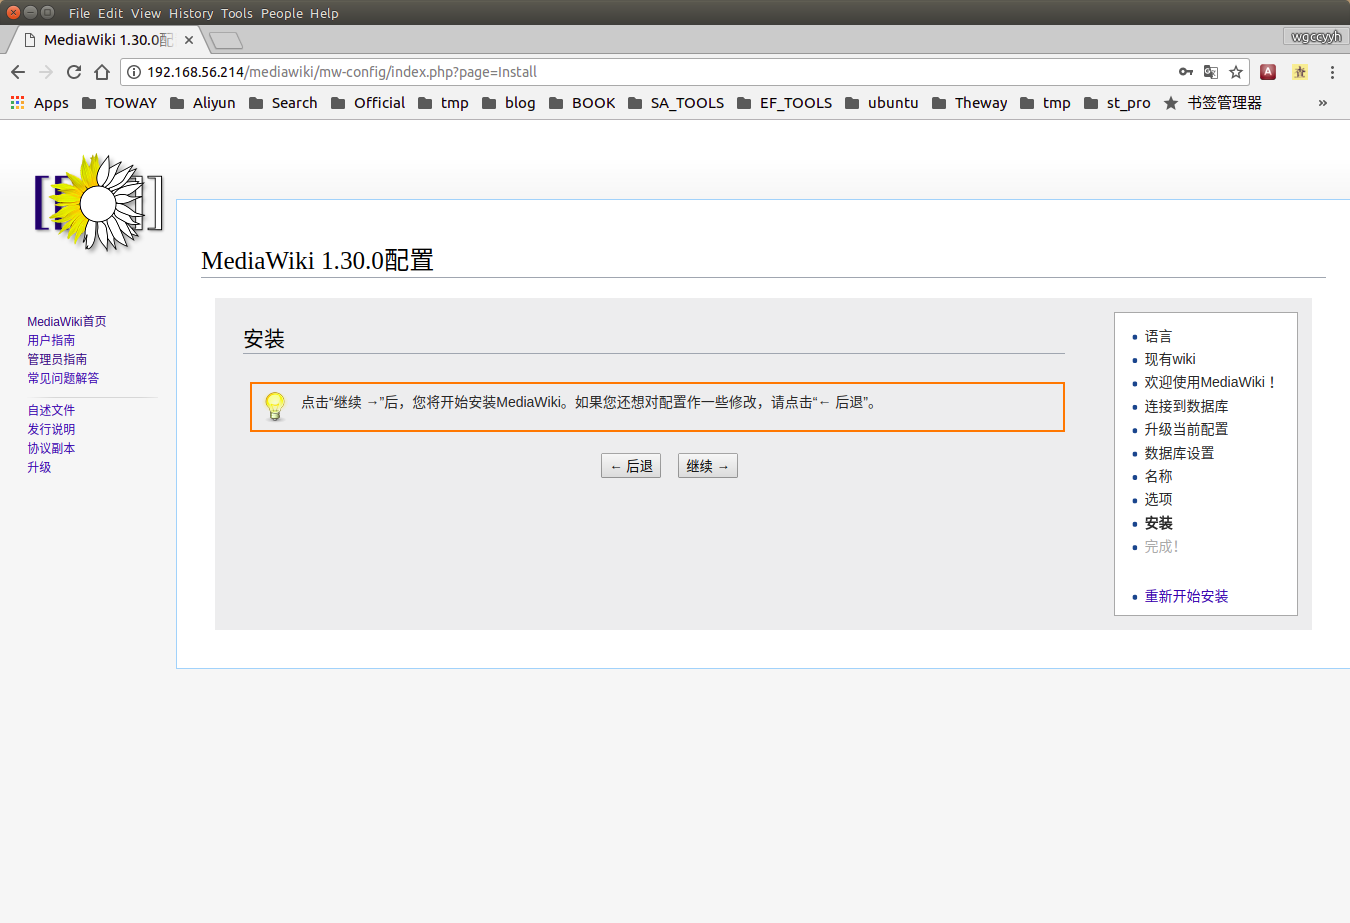 File Edit View History Tools People Help
MediaWiki 1.30.0配
wgccyyh
192.168.56.214/mediawiki/mw-config/index.php?page=Install
Apps TOWAY Aliyun Search Official tmp blog BOOK SA_TOOLS EF_TOOLS ubuntu Theway tmp st_pro 书签管理器 »
MediaWiki首页
用户指南
管理员指南
常见问题解答
自述文件
发行说明
协议副本
升级
MediaWiki 1.30.0配置
安装
点击“继续 →”后，您将开始安装MediaWiki。如果您还想对配置作一些修改，请点击“← 后退”。
← 后退 继续 →
语言
现有wiki
欢迎使用MediaWiki！
连接到数据库
升级当前配置
数据库设置
名称
选项
安装
完成！
重新开始安装